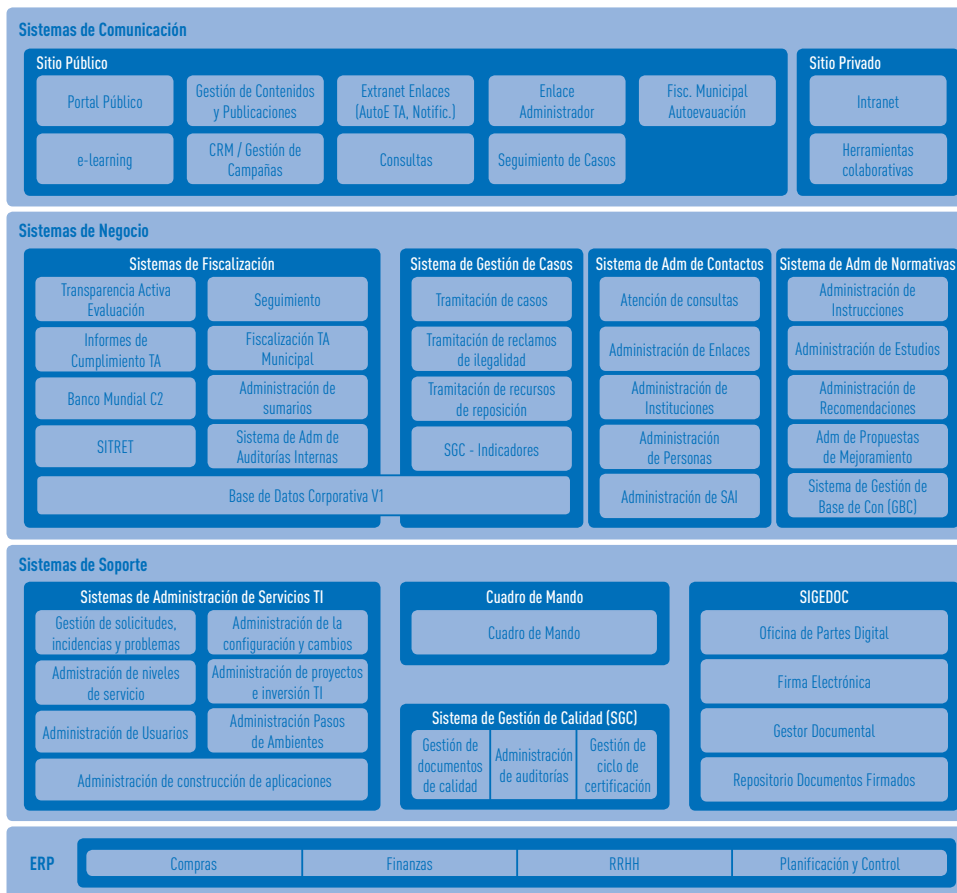 Sistemas de Comunicación
Sitio Público
Portal Público
Gestión de Contenidos
y Publicaciones
Extranet Enlaces
(AutoE TA, Notific.)
Enlace
Administrador
Fisc. Municipal
Autoevauación
e-learning
CRM / Gestión de
Campañas
Consultas
Seguimiento de Casos
Sitio Privado
Intranet
Herramientas
colaborativas
Sistemas de Negocio
Sistemas de Fiscalización
Transparencia Activa
Evaluación
Seguimiento
Informes de
Cumplimiento TA
Fiscalización TA
Municipal
Banco Mundial C2
Administración de
sumarios
SITRET
Sistema de Adm de
Auditorías Internas
Base de Datos Corporativa V1
Sistema de Gestión de Casos
Tramitación de casos
Tramitación de reclamos
de ilegalidad
Tramitación de recursos
de reposición
SGC - Indicadores
Sistema de Adm de Contactos
Atención de consultas
Administración de Enlaces
Administración de
Instituciones
Administración
de Personas
Administración de SAI
Sistema de Adm de Normativas
Administración de
Instrucciones
Administración de Estudios
Administración de
Recomendaciones
Adm de Propuestas
de Mejoramiento
Sistema de Gestión de
Base de Con (GBC)
Sistemas de Soporte
Sistemas de Administración de Servicios TI
Gestión de solicitudes,
incidencias y problemas
Administración de la
configuración y cambios
Admistración de niveles
de servicio
Administración de proyectos
e inversión TI
Administración de Usuarios
Administración Pasos
de Ambientes
Administración de construcción de aplicaciones
Cuadro de Mando
Cuadro de Mando
Sistema de Gestión de Calidad (SGC)
Gestión de
documentos
de calidad
Administración
de auditorías
Gestión de
ciclo de
certificación
SIGEDOC
Oficina de Partes Digital
Firma Electrónica
Gestor Documental
Repositorio Documentos Firmados
ERP
Compras
Finanzas
RRHH
Planificación y Control